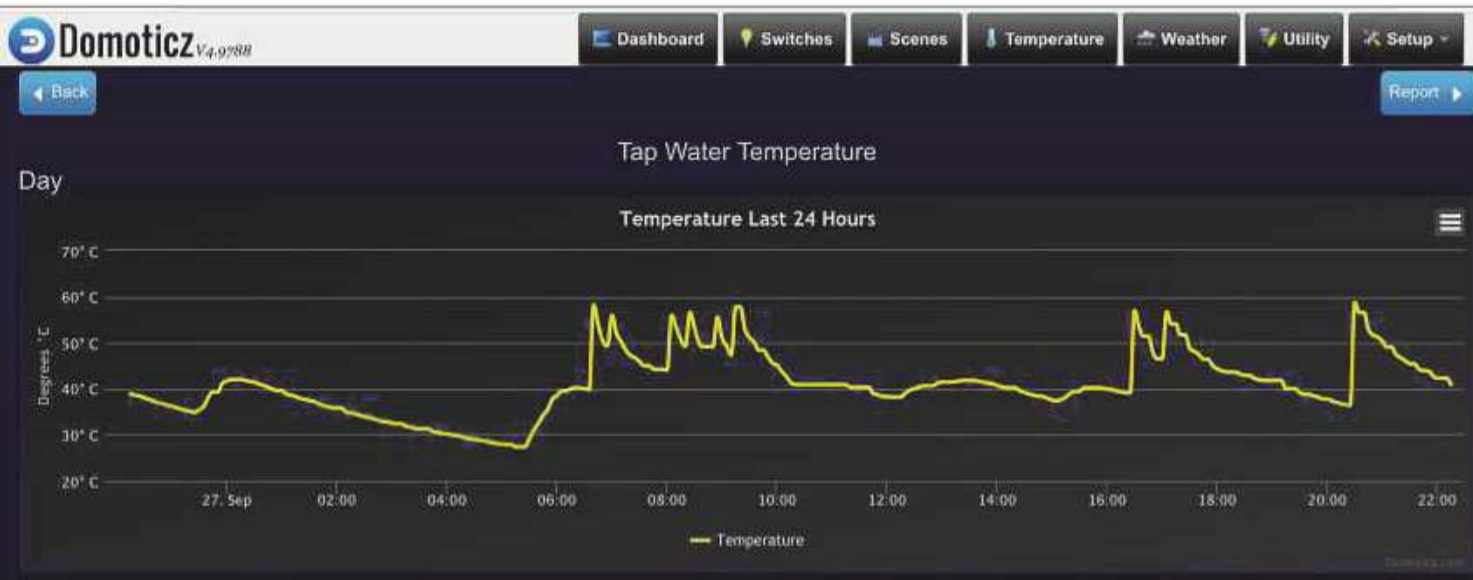 Domoticz V4.9788
Dashboard Switches Scenes Temperature Weather Utility Setup
Back Report
Tap Water Temperature
Day
Temperature Last 24 Hours
70° C
60° C
50° C
40° C
30° C
20° C
Degrees °C
27. Sep 02:00 04:00 06:00 08:00 10:00 12:00 14:00 16:00 18:00 20:00 22:00
Temperature
Domoticz.com